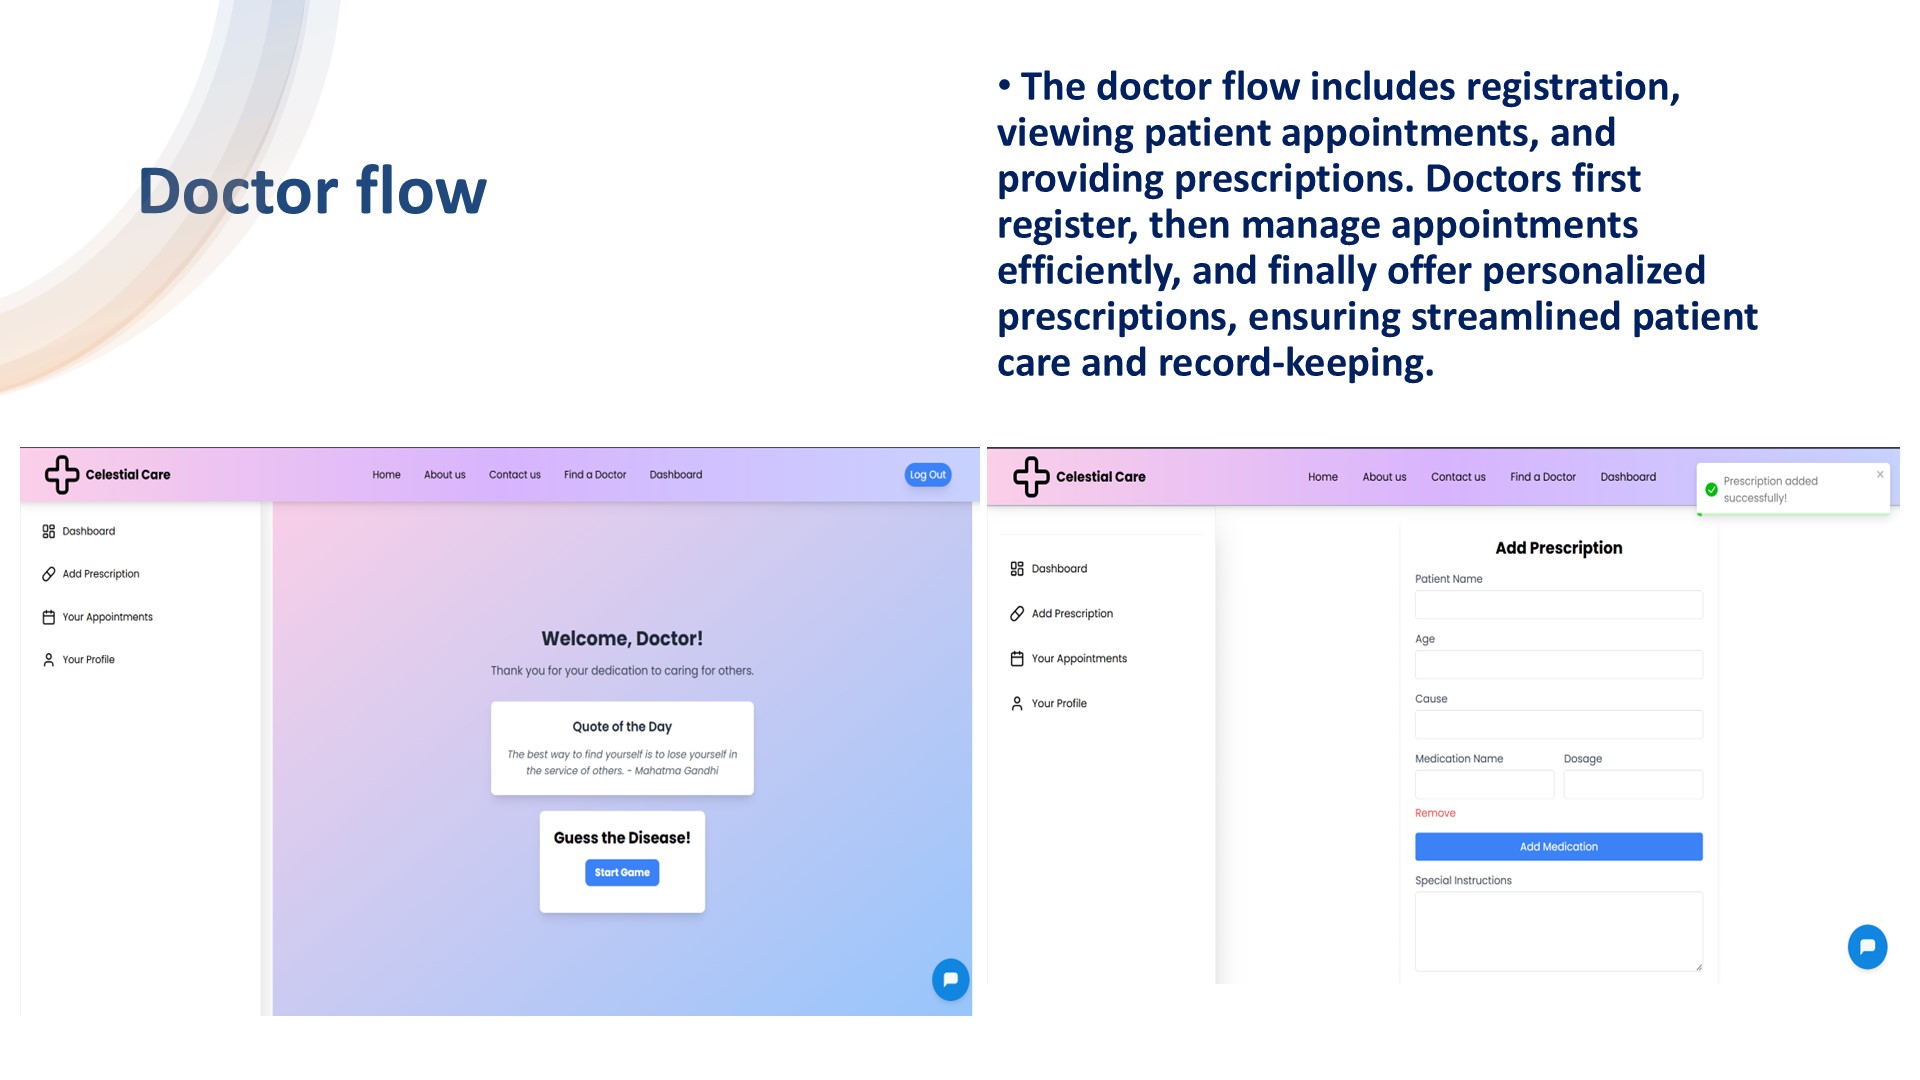 Doctor flow
• The doctor flow includes registration,
viewing patient appointments, and
providing prescriptions. Doctors first
register, then manage appointments
efficiently, and finally offer personalized
prescriptions, ensuring streamlined patient
care and record-keeping.
Celestial Care
Home About us Contact us Find a Doctor Dashboard
Log Out
Dashboard
Add Prescription
Your Appointments
Your Profile
Welcome, Doctor!
Thank you for your dedication to caring for others.
Quote of the Day
The best way to find yourself is to lose yourself in
the service of others. - Mahatma Gandhi
Guess the Disease!
Start Game
Celestial Care
Home About us Contact us Find a Doctor Dashboard
Prescription added
successfully!
Dashboard
Add Prescription
Your Appointments
Your Profile
Add Prescription
Patient Name
Age
Cause
Medication Name Dosage
Remove
Add Medication
Special Instructions